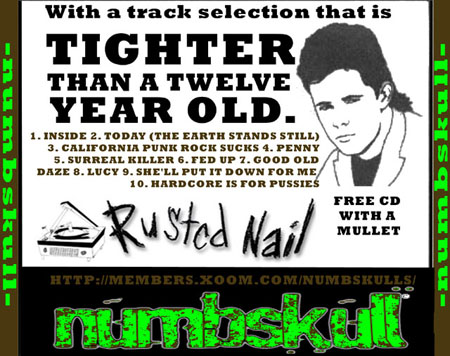 With a track selection that is
TIGHTER
THAN A TWELVE
YEAR OLD.
1. INSIDE 2. TODAY (THE EARTH STANDS STILL)
3. CALIFORNIA PUNK ROCK SUCKS 4. PENNY
5. SURREAL KILLER 6. FED UP 7. GOOD OLD
DAZE 8. LUCY 9. SHE'LL PUT IT DOWN FOR ME
10. HARDCORE IS FOR PUSSIES
FREE CD
WITH A
MULLET
Rusted Nail
HTTP://MEMBERS.XOOM.COM/NUMBSKULLS/
numbskull
-numbskull-
-numbskull-